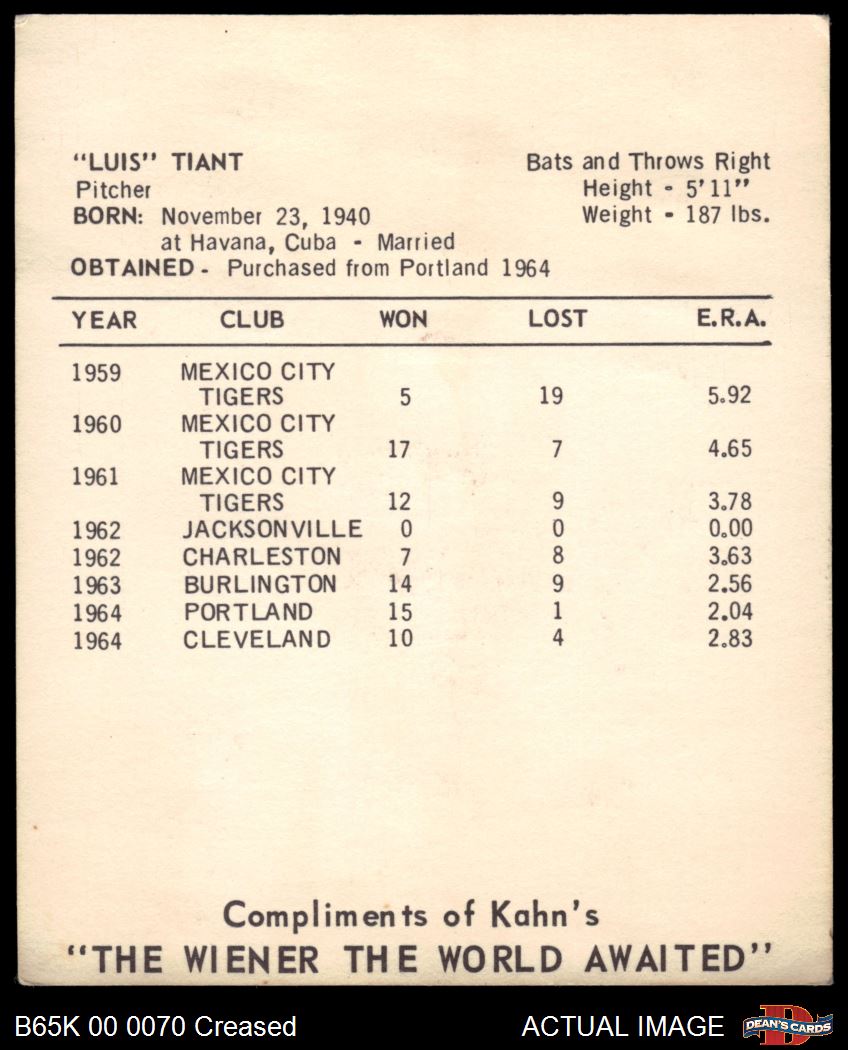 “LUIS” TIANT Bats and Throws Right
Pitcher Height - 5'11”
BORN: November 23, 1940 Weight - 187 lbs.
at Havana, Cuba - Married
OBTAINED - Purchased from Portland 1964
YEAR CLUB WON LOST E.R.A.
1959 MEXICO CITY
TIGERS 5 19 5.92
1960 MEXICO CITY
TIGERS 17 7 4.65
1961 MEXICO CITY
TIGERS 12 9 3.78
1962 JACKSONVILLE 0 0 0.00
1962 CHARLESTON 7 8 3.63
1963 BURLINGTON 14 9 2.56
1964 PORTLAND 15 1 2.04
1964 CLEVELAND 10 4 2.83
Compliments of Kahn's
“THE WIENER THE WORLD AWAITED”
B65K 00 0070 Creased ACTUAL IMAGE DEAN'S CARDS